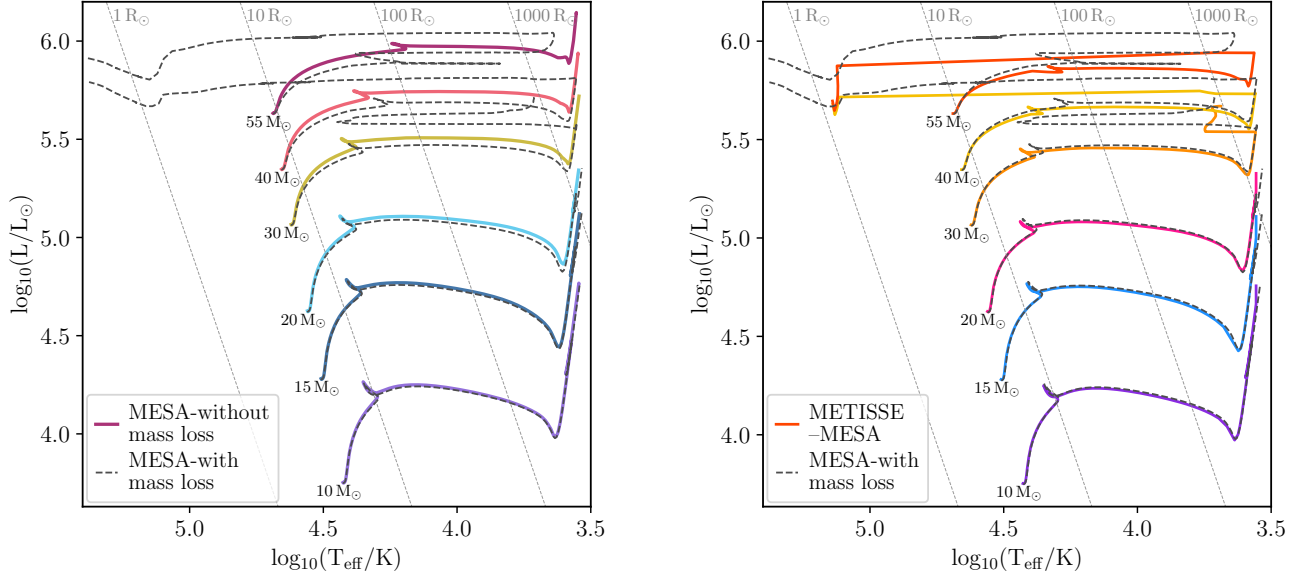 1 R☉ 10 R☉ 100 R☉ 1000 R☉
6.0
5.5
5.0
4.5
4.0
log₁₀(L/L☉)
55 M☉
40 M☉
30 M☉
20 M☉
15 M☉
10 M☉
MESA-without
mass loss
MESA-with
mass loss
5.0 4.5 4.0 3.5
log₁₀(T_eff/K)
1 R☉ 10 R☉ 100 R☉ 1000 R☉
6.0
5.5
5.0
4.5
4.0
log₁₀(L/L☉)
55 M☉
40 M☉
30 M☉
20 M☉
15 M☉
10 M☉
METISSE
–MESA
MESA-with
mass loss
5.0 4.5 4.0 3.5
log₁₀(T_eff/K)